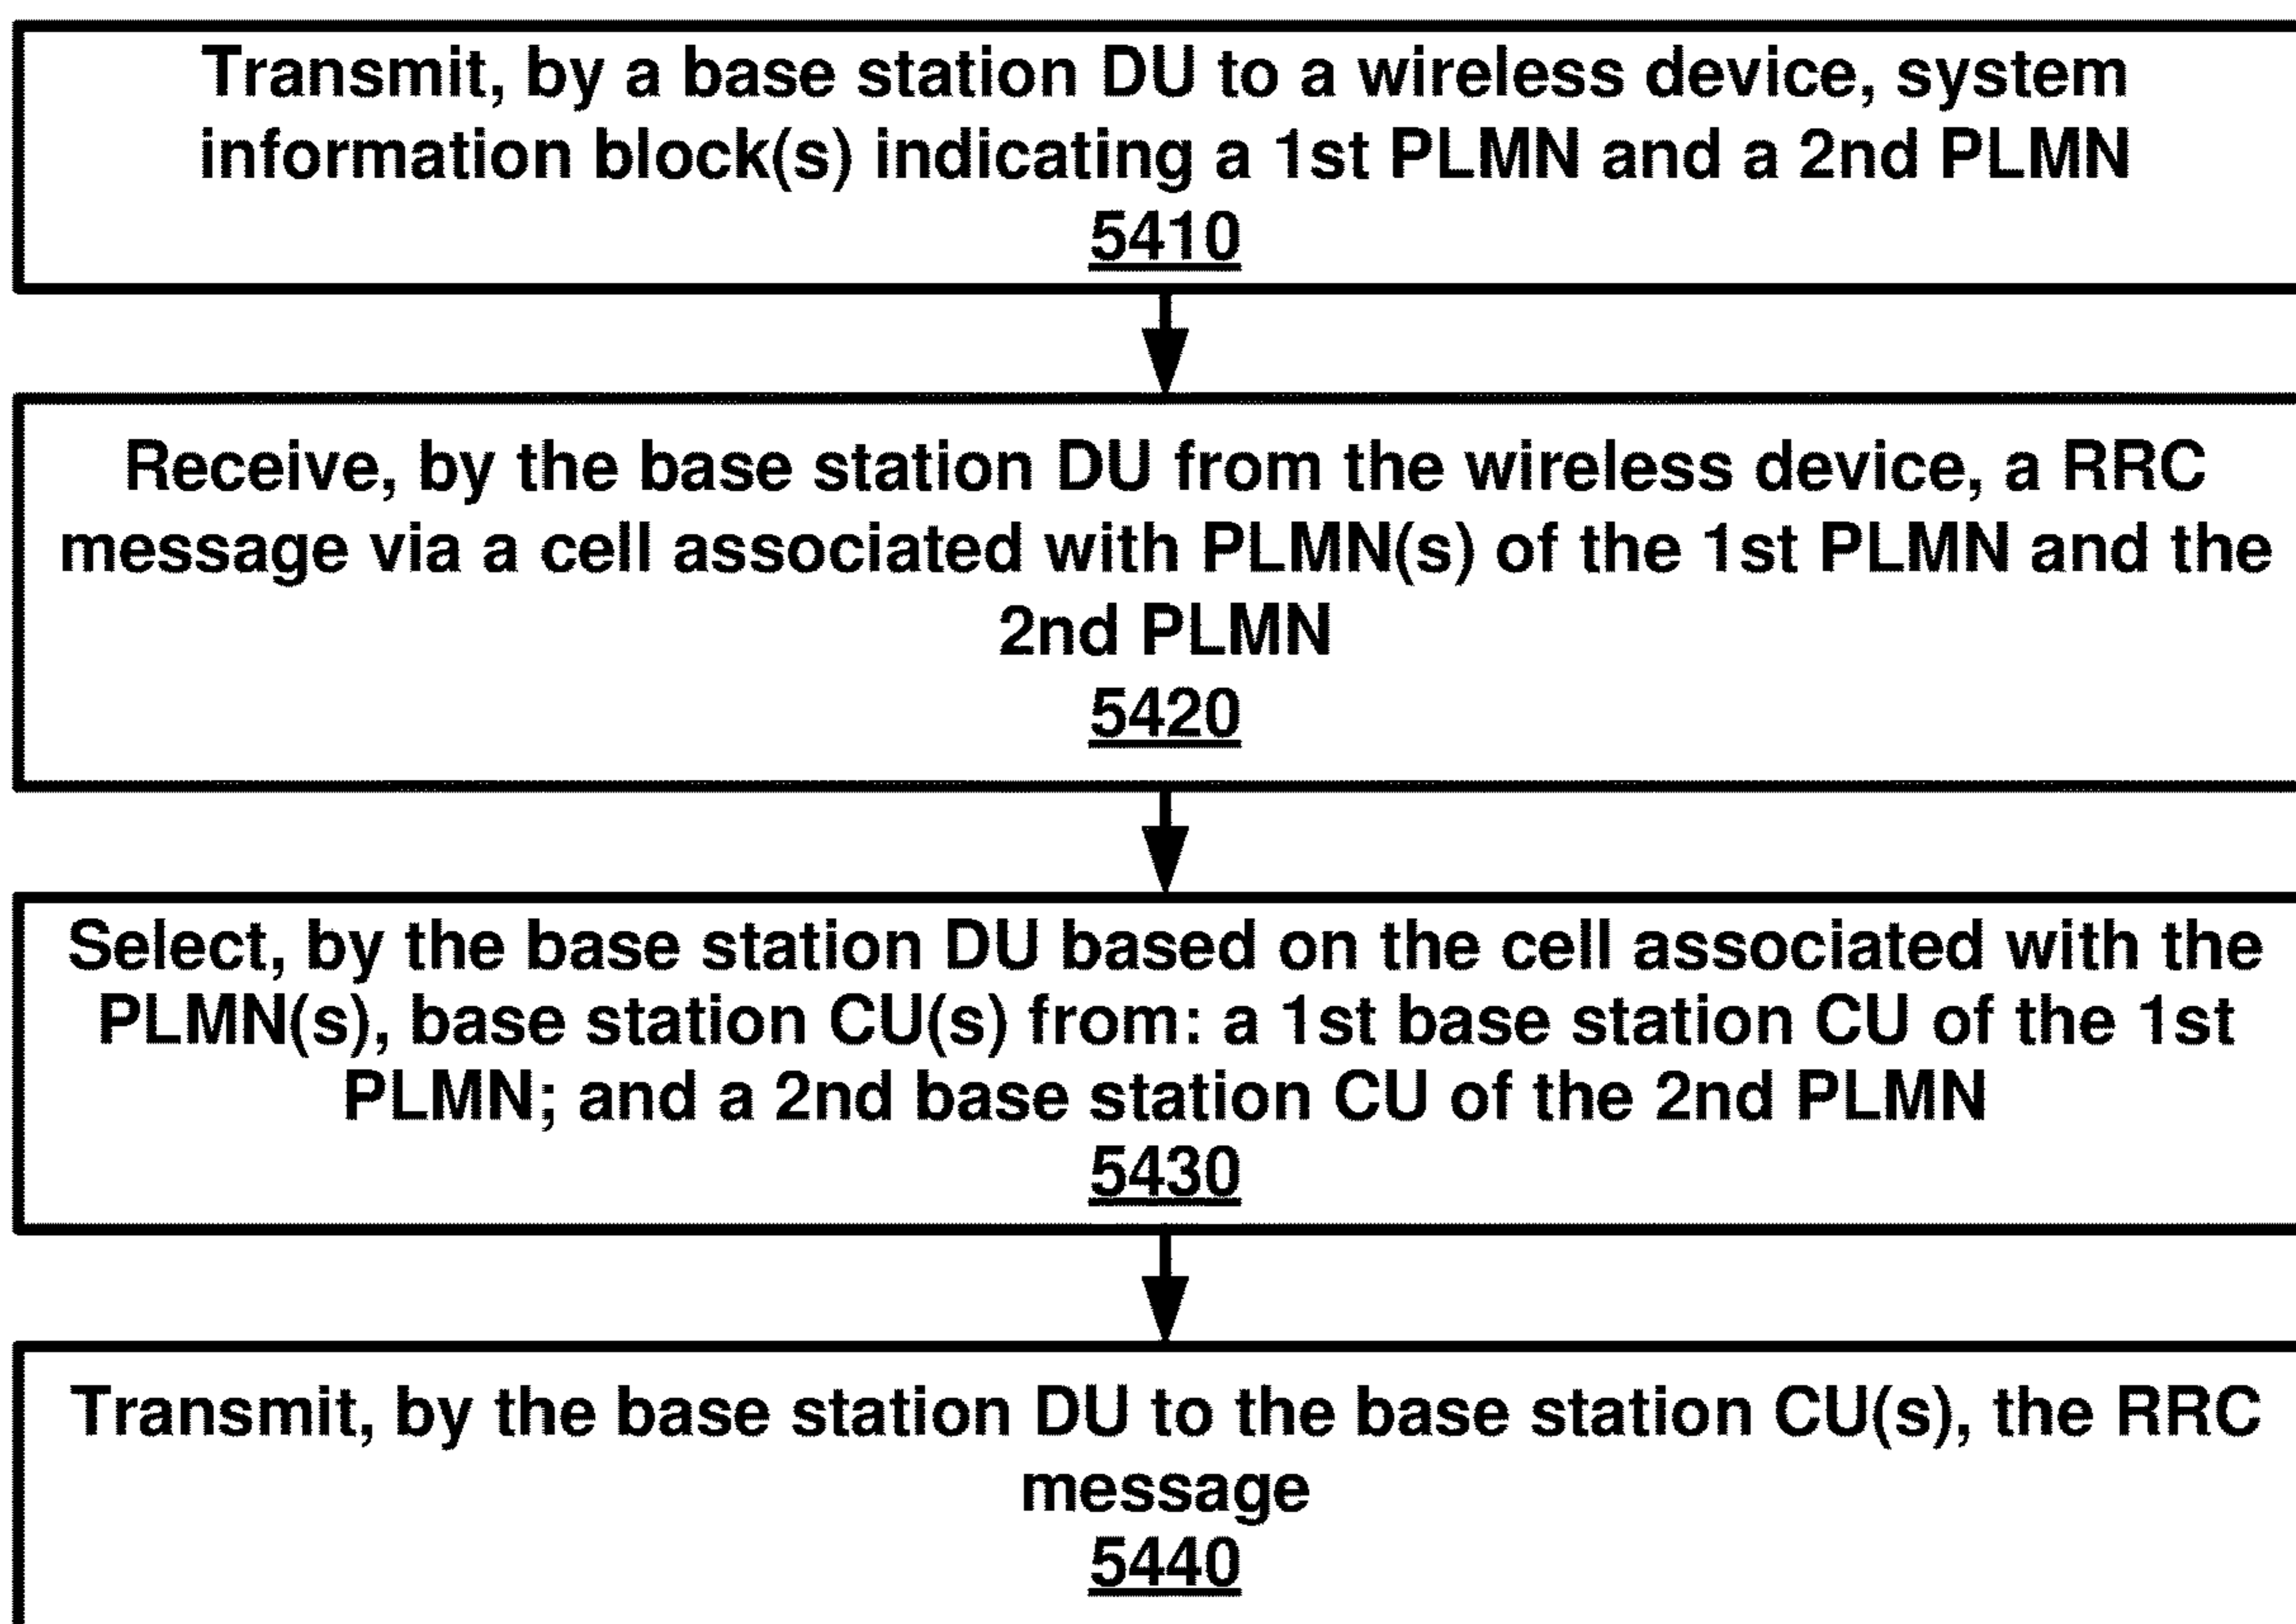 Transmit, by a base station DU to a wireless device, system
information block(s) indicating a 1st PLMN and a 2nd PLMN
5410
Receive, by the base station DU from the wireless device, a RRC
message via a cell associated with PLMN(s) of the 1st PLMN and the
2nd PLMN
5420
Select, by the base station DU based on the cell associated with the
PLMN(s), base station CU(s) from: a 1st base station CU of the 1st
PLMN; and a 2nd base station CU of the 2nd PLMN
5430
Transmit, by the base station DU to the base station CU(s), the RRC
message
5440